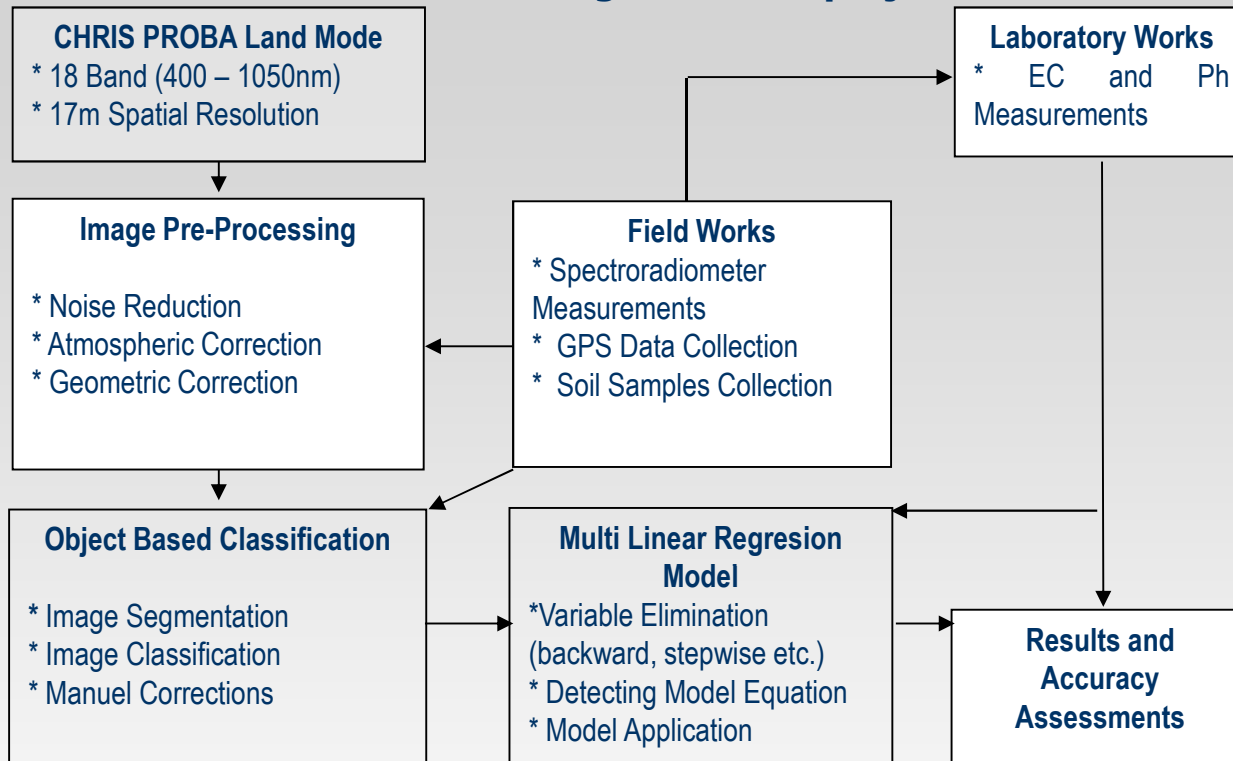 CHRIS PROBA Land Mode
* 18 Band (400 – 1050nm)
* 17m Spatial Resolution
Laboratory Works
* EC and Ph
Measurements
Image Pre-Processing
* Noise Reduction
* Atmospheric Correction
* Geometric Correction
Field Works
* Spectroradiometer
Measurements
* GPS Data Collection
* Soil Samples Collection
Object Based Classification
* Image Segmentation
* Image Classification
* Manuel Corrections
Multi Linear Regresion
Model
*Variable Elimination
(backward, stepwise etc.)
* Detecting Model Equation
* Model Application
Results and
Accuracy
Assessments